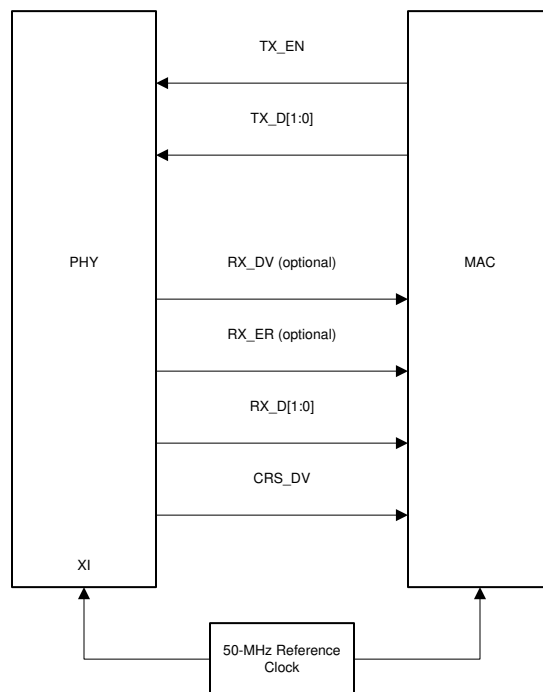 TX_EN
TX_D[1:0]
PHY
RX_DV (optional)
MAC
RX_ER (optional)
RX_D[1:0]
CRS_DV
XI
50-MHz Reference
Clock